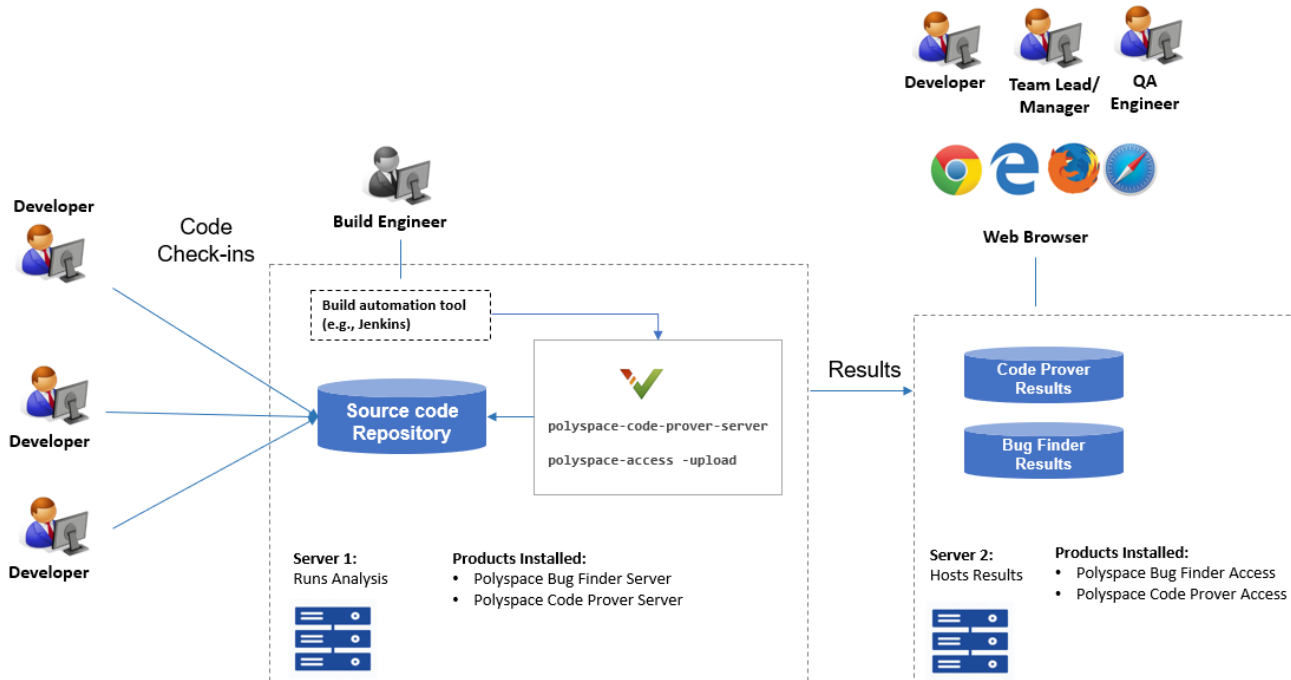 Developer
Team Lead/
Manager
QA
Engineer
Web Browser
Developer
Code
Check-ins
Build Engineer
Developer
Developer
Build automation tool
(e.g., Jenkins)
Source code
Repository
polyspace-code-prover-server
polyspace-access -upload
Results
Code Prover
Results
Bug Finder
Results
Server 1:
Runs Analysis
Products Installed:
• Polyspace Bug Finder Server
• Polyspace Code Prover Server
Server 2:
Hosts Results
Products Installed:
• Polyspace Bug Finder Access
• Polyspace Code Prover Access